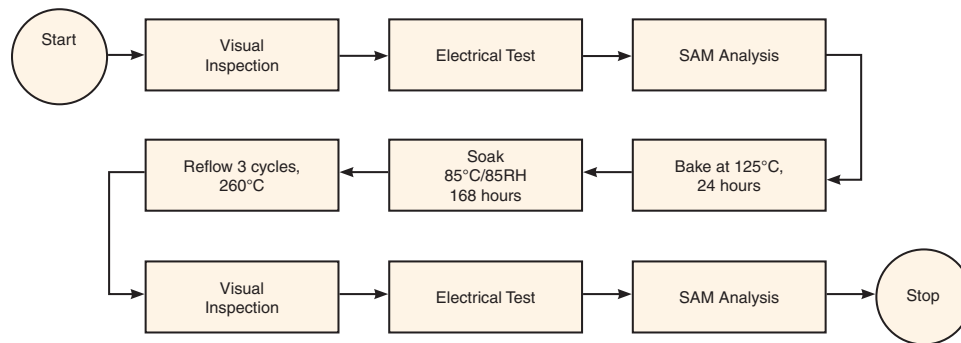 Start
Visual
Inspection
Electrical Test
SAM Analysis
Bake at 125°C,
24 hours
Soak
85°C/85RH
168 hours
Reflow 3 cycles,
260°C
Visual
Inspection
Electrical Test
SAM Analysis
Stop